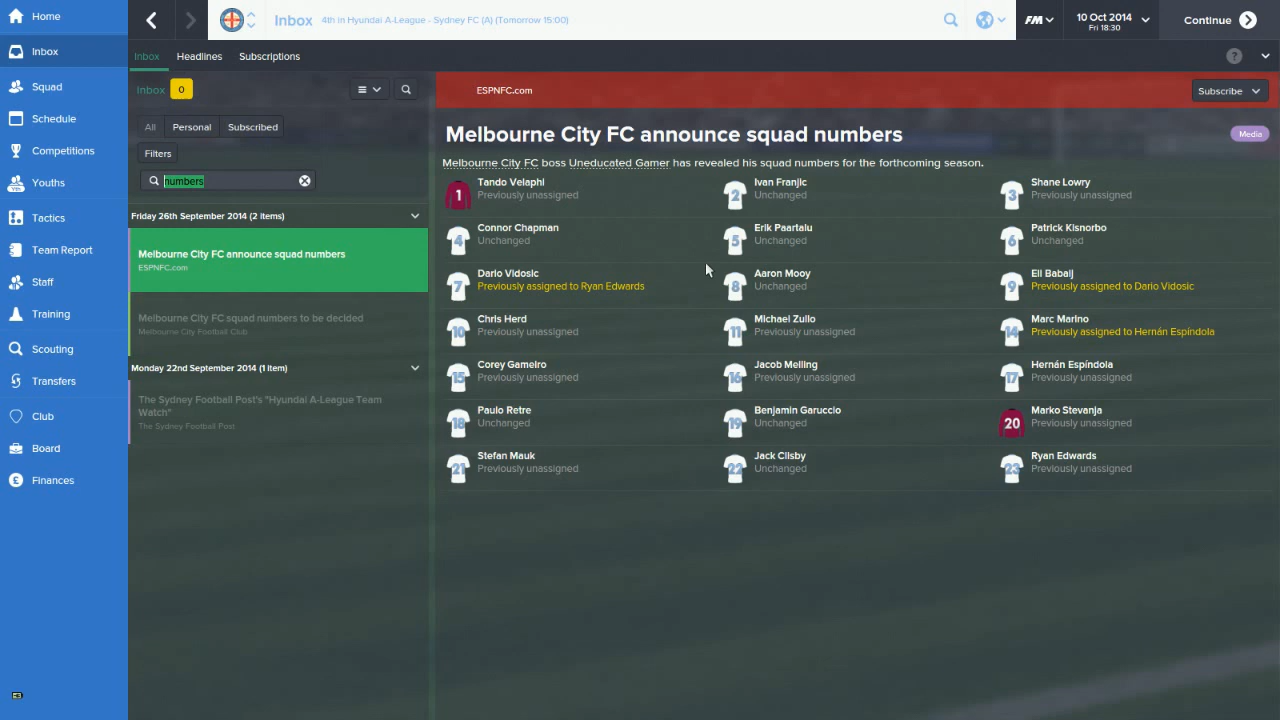 Home
Inbox
Squad
Schedule
Competitions
Youths
Tactics
Team Report
Staff
Training
Scouting
Transfers
Club
Board
Finances
Inbox 4th in Hyundai A-League - Sydney FC (A) (Tomorrow 15:00)
FM
10 Oct 2014
Fri 18:30
Continue
Inbox Headlines Subscriptions
?
Inbox 0
All Personal Subscribed
Filters
numbers
Friday 26th September 2014 (2 items)
Melbourne City FC announce squad numbers
ESPNFC.com
Melbourne City FC squad numbers to be decided
Melbourne City Football Club
Monday 22nd September 2014 (1 item)
The Sydney Football Post's "Hyundai A-League Team
Watch"
The Sydney Football Post
ESPNFC.com
Subscribe
Melbourne City FC announce squad numbers
Media
Melbourne City FC boss Uneducated Gamer has revealed his squad numbers for the forthcoming season.
1 Tando Velaphi
Previously unassigned
2 Ivan Franjic
Unchanged
3 Shane Lowry
Previously unassigned
4 Connor Chapman
Unchanged
5 Erik Paartalu
Unchanged
6 Patrick Kisnorbo
Unchanged
7 Dario Vidosic
Previously assigned to Ryan Edwards
8 Aaron Mooy
Unchanged
9 Eli Babalj
Previously assigned to Dario Vidosic
10 Chris Herd
Previously unassigned
11 Michael Zullo
Previously unassigned
14 Marc Marino
Previously assigned to Hernán Espíndola
15 Corey Gameiro
Previously unassigned
16 Jacob Melling
Previously unassigned
17 Hernán Espíndola
Previously unassigned
18 Paulo Retre
Unchanged
19 Benjamin Garuccio
Unchanged
20 Marko Stevanja
Previously unassigned
21 Stefan Mauk
Previously unassigned
22 Jack Clisby
Unchanged
23 Ryan Edwards
Previously unassigned